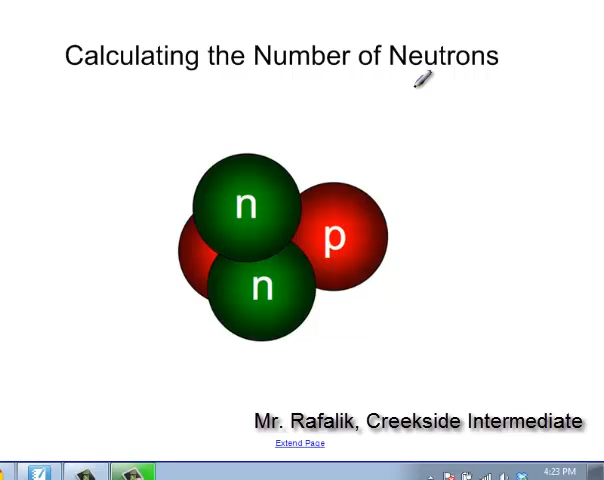 Calculating the Number of Neutrons
n
p
n
Mr. Rafalik, Creekside Intermediate
Extend Page
4:23 PM